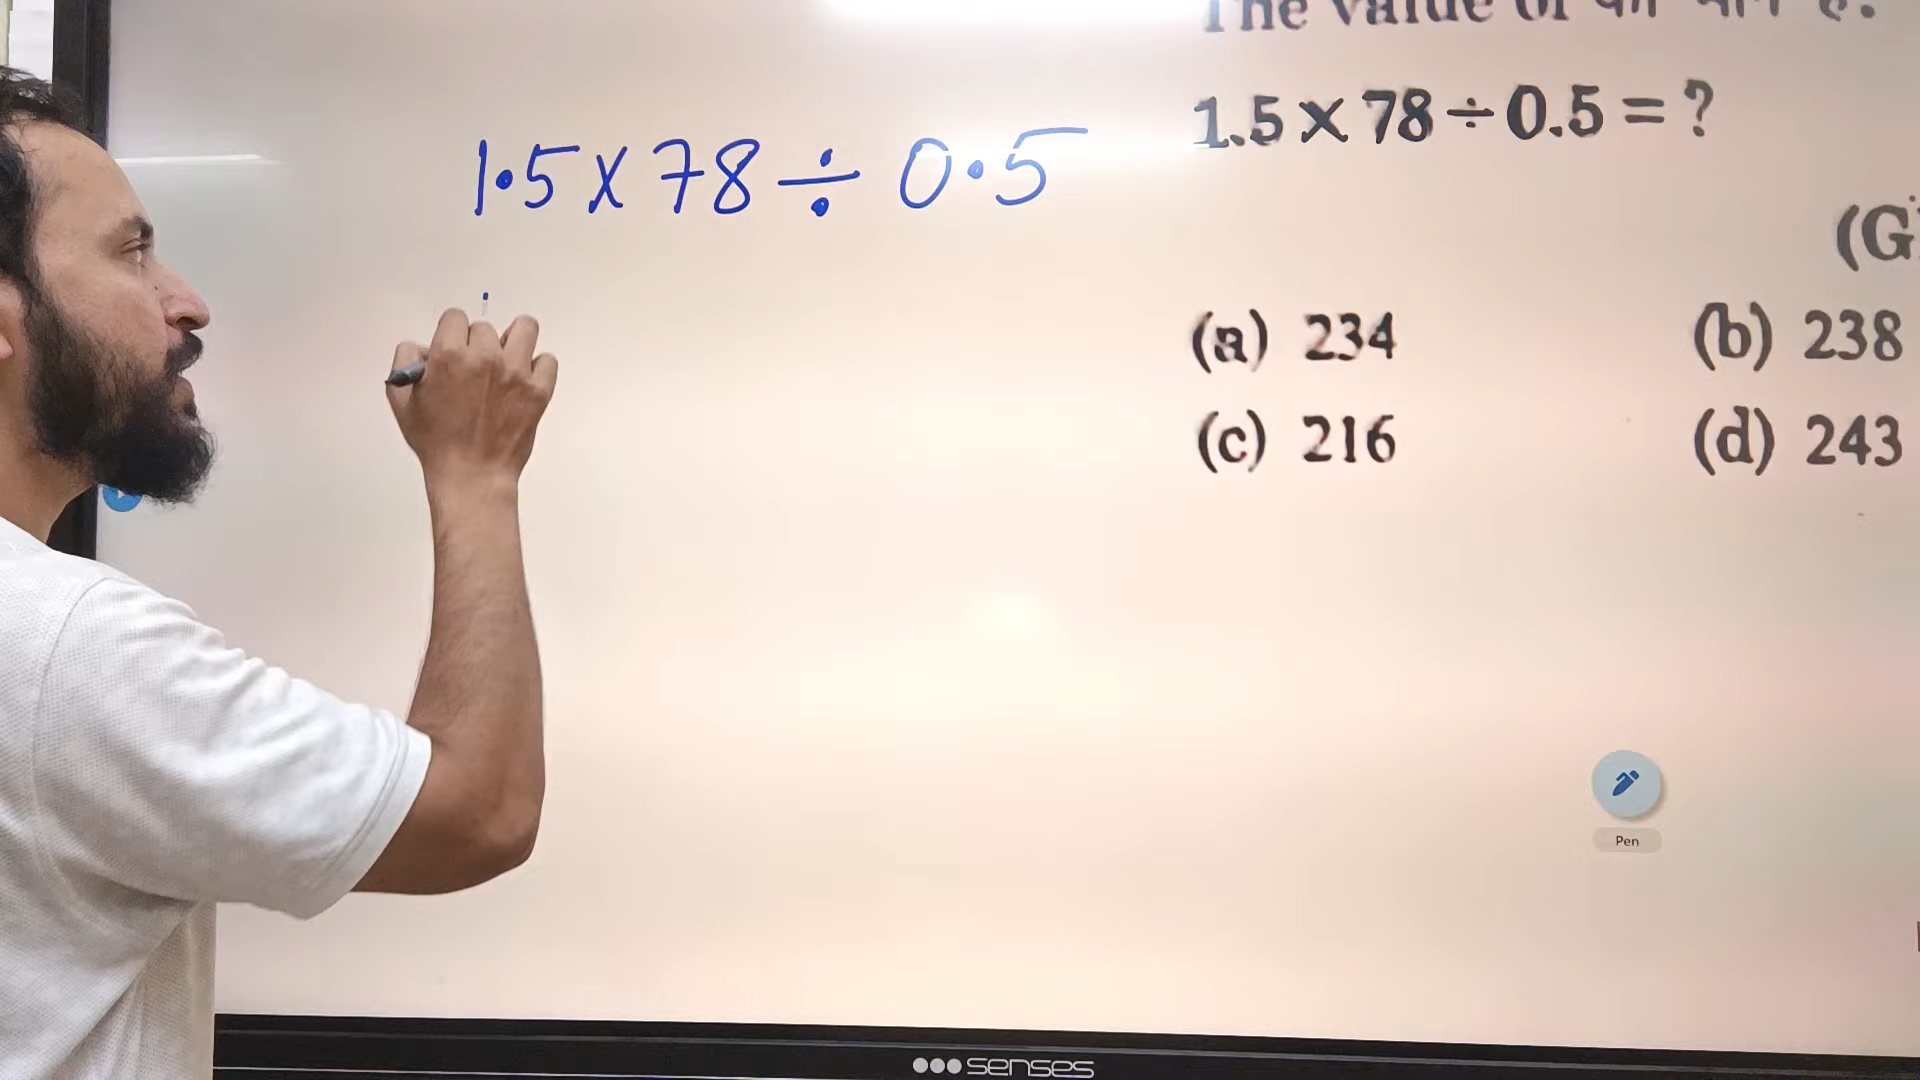 The value of का मान है:
1.5 × 78 ÷ 0.5 = ?
1.5 x 78 ÷ 0.5
(G
(a) 234 (b) 238
(c) 216 (d) 243
Pen
senses